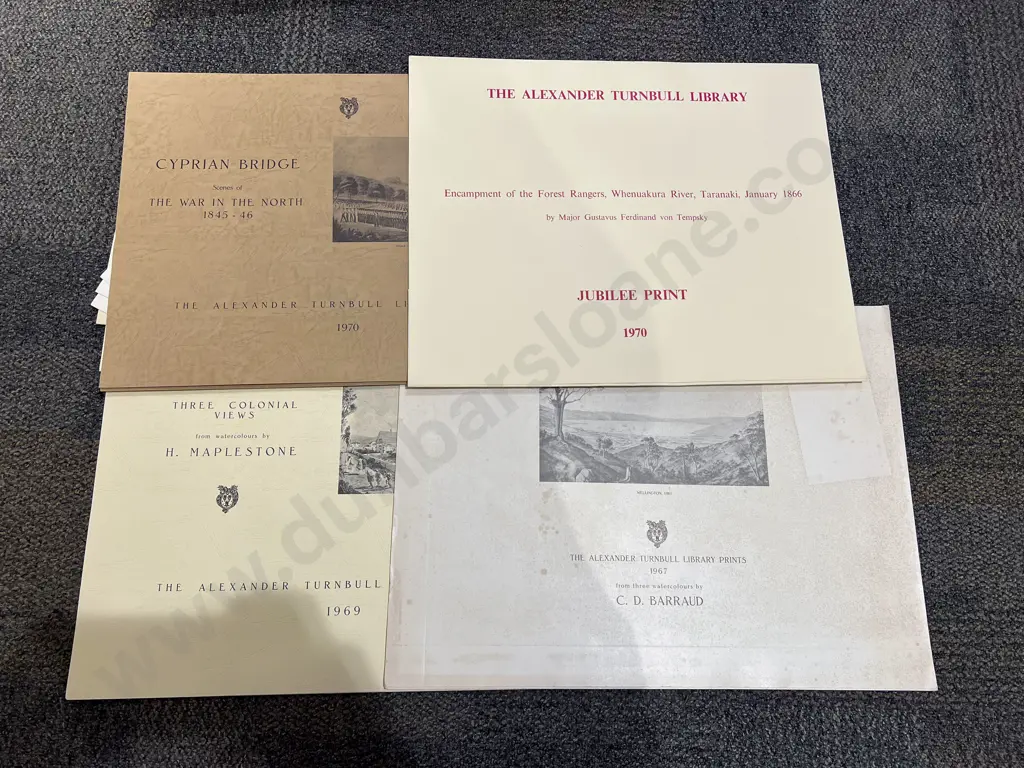 CYPRIAN BRIDGE
Scenes of
THE WAR IN THE NORTH
1845 - 46
THE ALEXANDER TURNBULL LI
1970
THE ALEXANDER TURNBULL LIBRARY
Encampment of the Forest Rangers, Whenuakura River, Taranaki, January 1866
by Major Gustavus Ferdinand von Tempsky
JUBILEE PRINT
1970
THREE COLONIAL
VIEWS
from watercolours by
H. MAPLESTONE
THE ALEXANDER TURNBULL
1969
THE ALEXANDER TURNBULL LIBRARY PRINTS
1967
from three watercolours by
C. D. BARRAUD
www.dunbarsloane.co